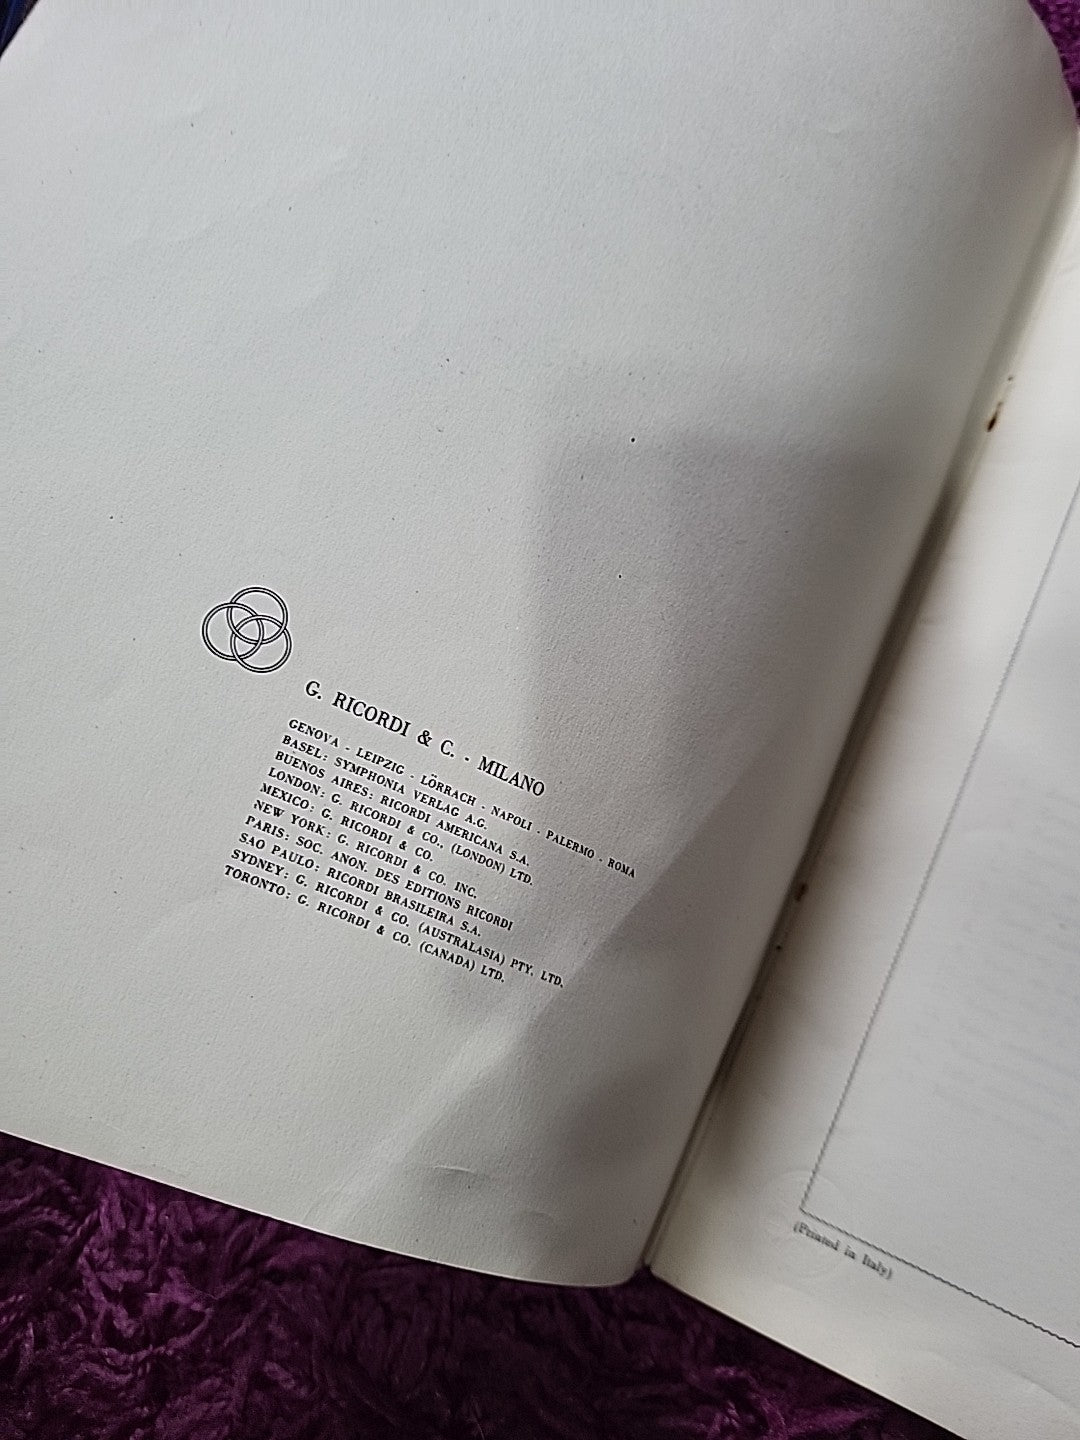 G. RICORDI & C. - MILANO
GENOVA - LEIPZIG - LÖRRACH - NAPOLI - PALERMO - ROMA
BASEL: SYMPHONIA VERLAG A.G.
BUENOS AIRES: RICORDI AMERICANA S.A.
LONDON: G. RICORDI & CO., (LONDON) LTD.
MEXICO: G. RICORDI & CO.
NEW YORK: G. RICORDI & CO. INC.
PARIS: SOC. ANON. DES EDITIONS RICORDI
SAO PAULO: RICORDI BRASILEIRA S.A.
SYDNEY: G. RICORDI & CO. (AUSTRALASIA) PTY. LTD.
TORONTO: G. RICORDI & CO. (CANADA) LTD.
(Printed in Italy)